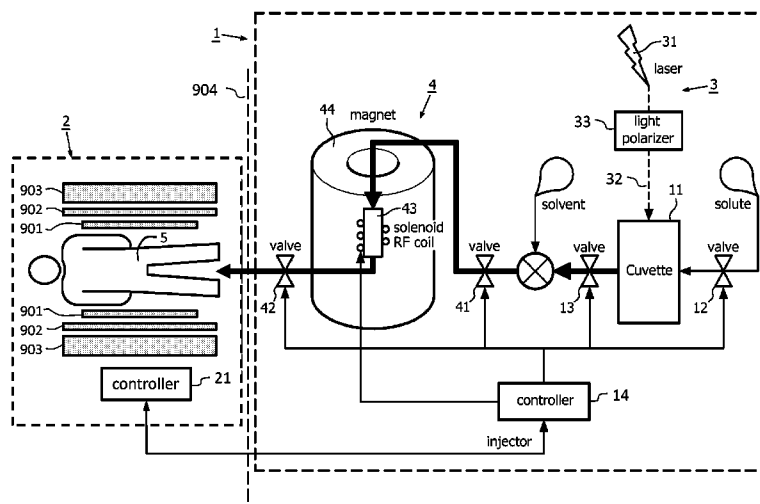 1
904
2
903
902
901
5
901
902
903
controller
21
44
magnet
4
43
solenoid
RF coil
valve
42
valve
41
solvent
valve
13
31
laser
3
33
light
polarizer
32
11
Cuvette
solute
valve
12
controller
14
injector